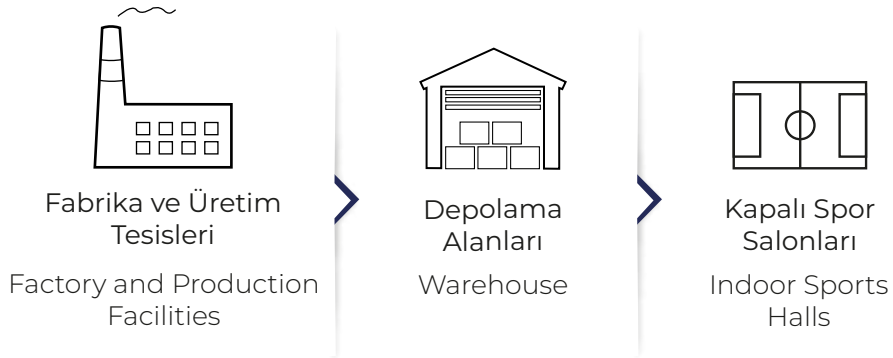 Fabrika ve Üretim
Tesisleri
Factory and Production
Facilities
Depolama
Alanları
Warehouse
Kapalı Spor
Salonları
Indoor Sports
Halls